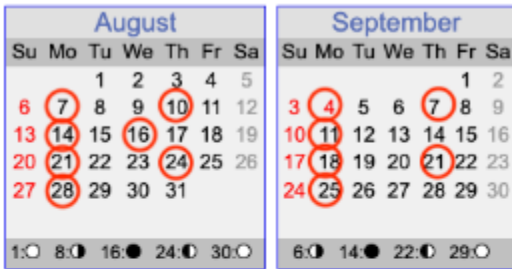 August
Su Mo Tu We Th Fr Sa
1 2 3 4 5
6 7 8 9 10 11 12
13 14 15 16 17 18 19
20 21 22 23 24 25 26
27 28 29 30 31
1:○ 8:◑ 16:● 24:◐ 30:○
September
Su Mo Tu We Th Fr Sa
1 2
3 4 5 6 7 8 9
10 11 12 13 14 15 16
17 18 19 20 21 22 23
24 25 26 27 28 29 30
6:◑ 14:● 22:◐ 29:○